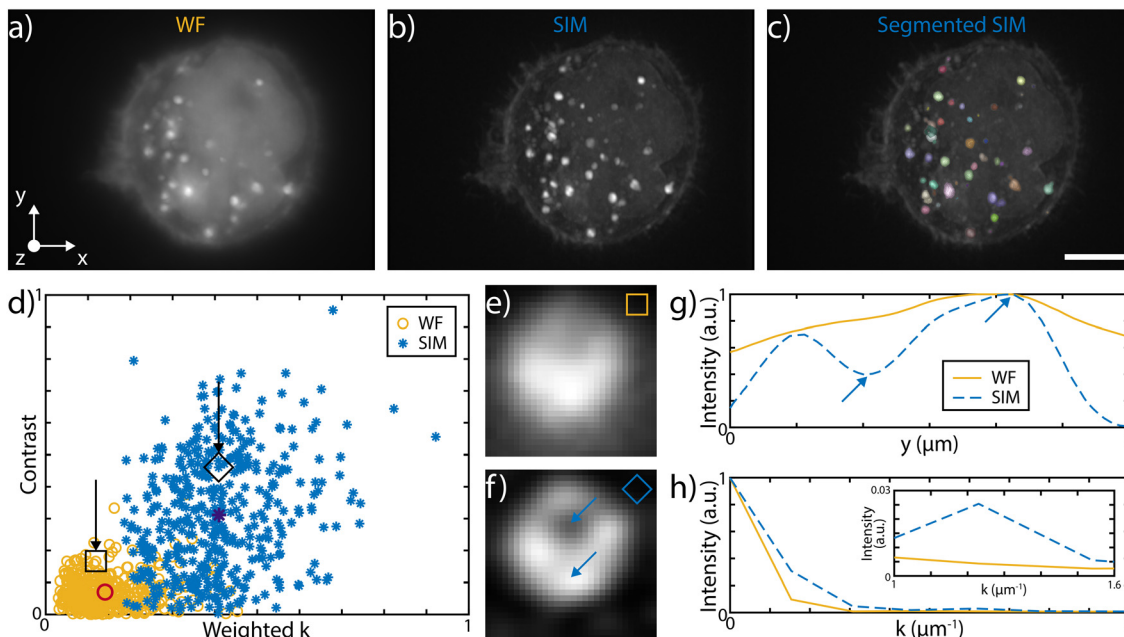 a) WF
b) SIM
c) Segmented SIM
y
z x
d) 1
WF
SIM
Contrast
0
0 Weighted k 1
e)
f)
g) 1
Intensity (a.u.)
WF
SIM
0
0 y (µm)
h) 1
Intensity (a.u.)
0.03
Intensity
(a.u.)
0
1 k (µm⁻¹) 1.6
0
k (µm⁻¹)